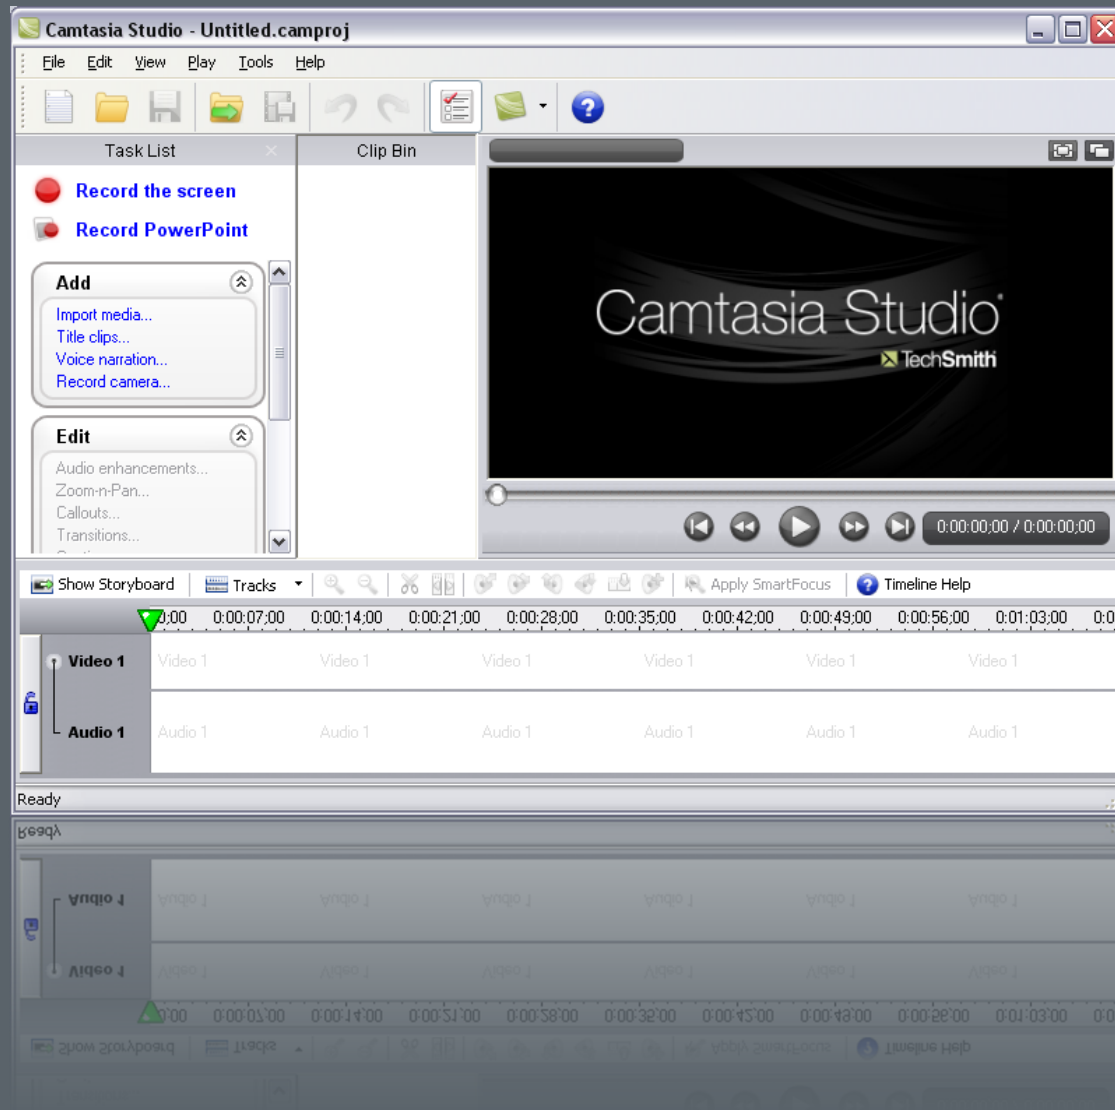 Camtasia Studio - Untitled.camproj
File Edit View Play Tools Help
Task List
Clip Bin
Record the screen
Record PowerPoint
Add
Import media...
Title clips...
Voice narration...
Record camera...
Edit
Audio enhancements...
Zoom-n-Pan...
Callouts...
Transitions...
Camtasia Studio
TechSmith
0:00:00;00 / 0:00:00;00
Show Storyboard Tracks Apply SmartFocus Timeline Help
0:00:07;00 0:00:14;00 0:00:21;00 0:00:28;00 0:00:35;00 0:00:42;00 0:00:49;00 0:00:56;00 0:01:03;00
Video 1 Video 1 Video 1 Video 1 Video 1 Video 1 Video 1
Audio 1 Audio 1 Audio 1 Audio 1 Audio 1 Audio 1 Audio 1
Ready